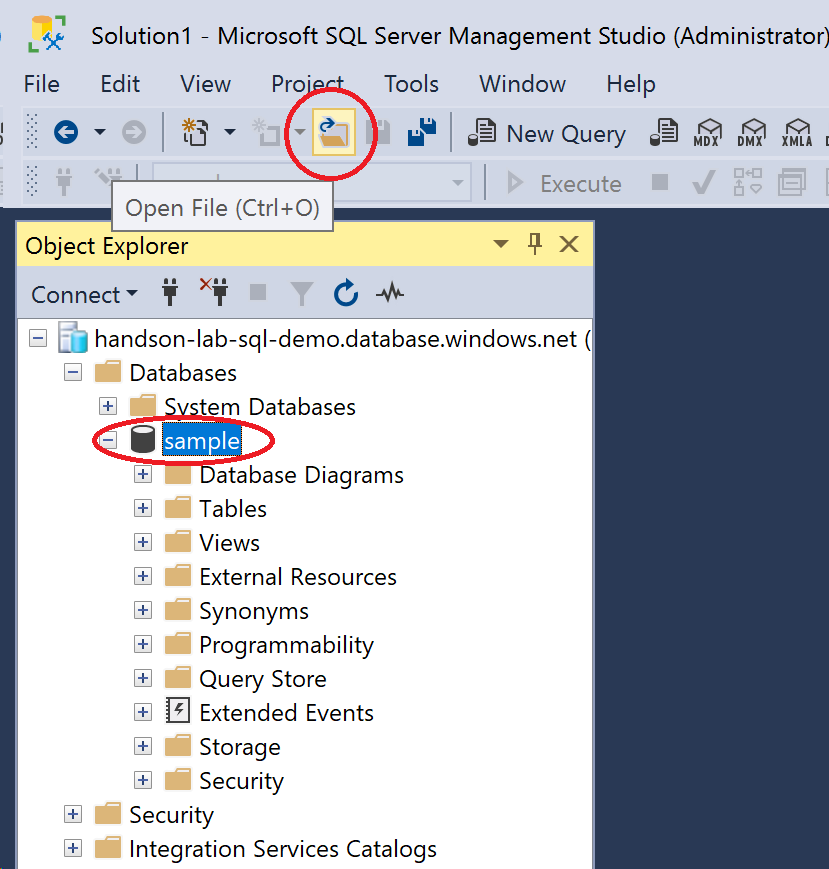 Solution1 - Microsoft SQL Server Management Studio (Administrator)
File Edit View Project Tools Window Help
New Query MDX DMX XMLA
Execute
Open File (Ctrl+O)
Object Explorer
Connect
handson-lab-sql-demo.database.windows.net (
Databases
System Databases
sample
Database Diagrams
Tables
Views
External Resources
Synonyms
Programmability
Query Store
Extended Events
Storage
Security
Security
Integration Services Catalogs